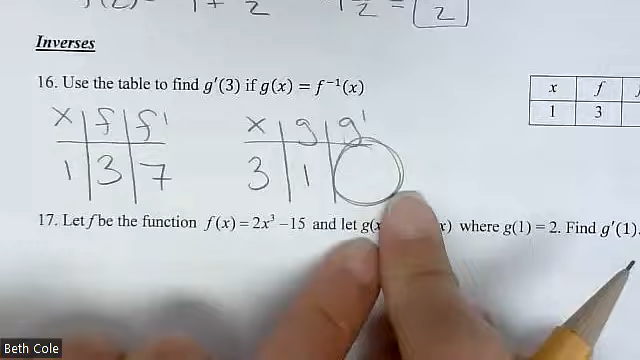 Inverses
16. Use the table to find g′(3) if g(x) = f⁻¹(x)
x f
1 3
x f f'
1 3 7
x g g'
3 1
17. Let f be the function f(x) = 2x³ – 15 and let g(x) where g(1) = 2. Find g′(1).
Beth Cole